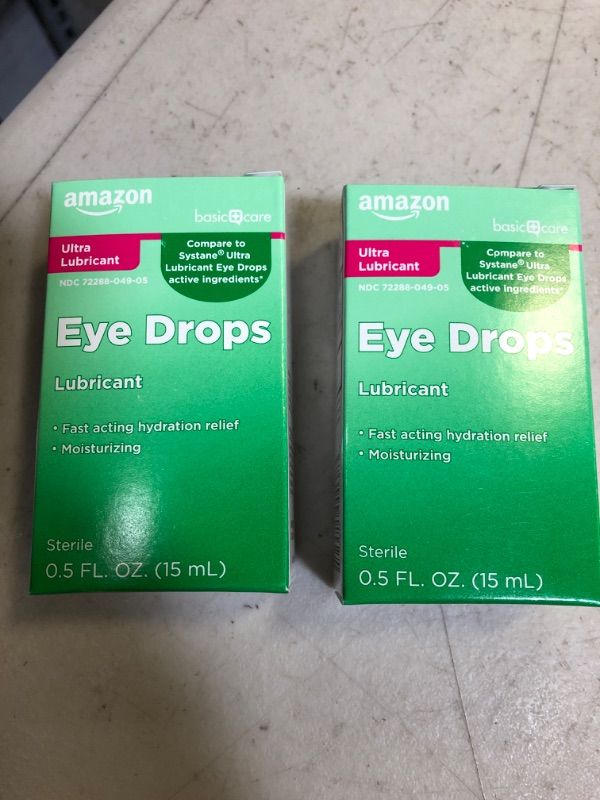 amazon
basic care
Ultra
Lubricant
Compare to
Systane® Ultra
Lubricant Eye Drops
active ingredients*
NDC 72288-049-05
Eye Drops
Lubricant
• Fast acting hydration relief
• Moisturizing
Sterile
0.5 FL. OZ. (15 mL)
amazon
basic care
Ultra
Lubricant
Compare to
Systane® Ultra
Lubricant Eye Drops
active ingredients*
NDC 72288-049-05
Eye Drops
Lubricant
• Fast acting hydration relief
• Moisturizing
Sterile
0.5 FL. OZ. (15 mL)